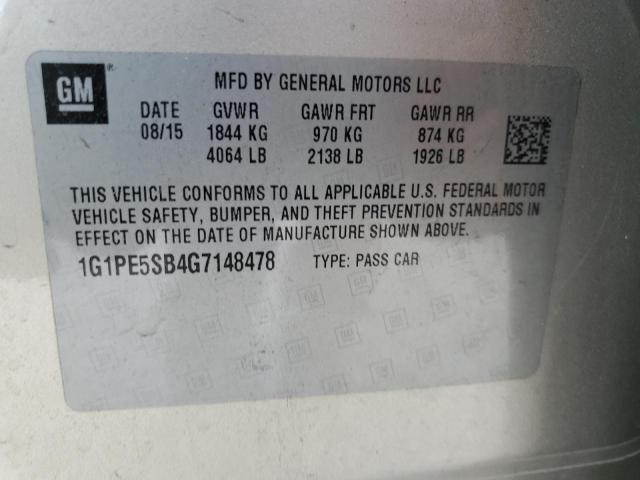 GM
MFD BY GENERAL MOTORS LLC
DATE GVWR GAWR FRT GAWR RR
08/15 1844 KG 970 KG 874 KG
4064 LB 2138 LB 1926 LB
THIS VEHICLE CONFORMS TO ALL APPLICABLE U.S. FEDERAL MOTOR
VEHICLE SAFETY, BUMPER, AND THEFT PREVENTION STANDARDS IN
EFFECT ON THE DATE OF MANUFACTURE SHOWN ABOVE.
1G1PE5SB4G7148478 TYPE: PASS CAR